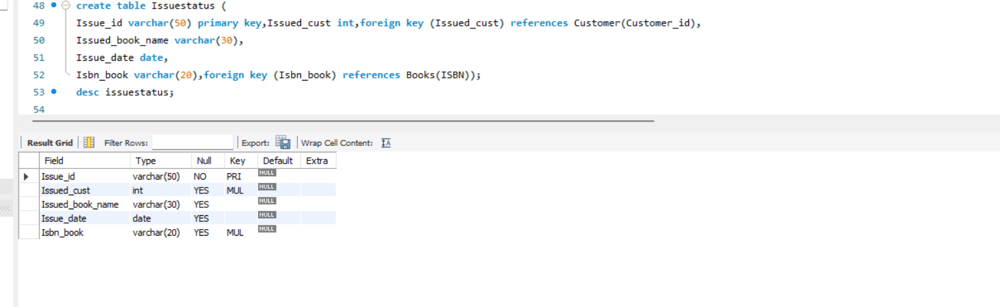 48 create table Issuestatus (
49 Issue_id varchar(50) primary key,Issued_cust int,foreign key (Issued_cust) references Customer(Customer_id),
50 Issued_book_name varchar(30),
51 Issue_date date,
52 Isbn_book varchar(20),foreign key (Isbn_book) references Books(ISBN));
53 desc issuestatus;
54
Result Grid Filter Rows: Export: Wrap Cell Content: IA
Field Type Null Key Default Extra
Issue_id varchar(50) NO PRI NULL
Issued_cust int YES MUL NULL
Issued_book_name varchar(30) YES NULL
Issue_date date YES NULL
Isbn_book varchar(20) YES MUL NULL